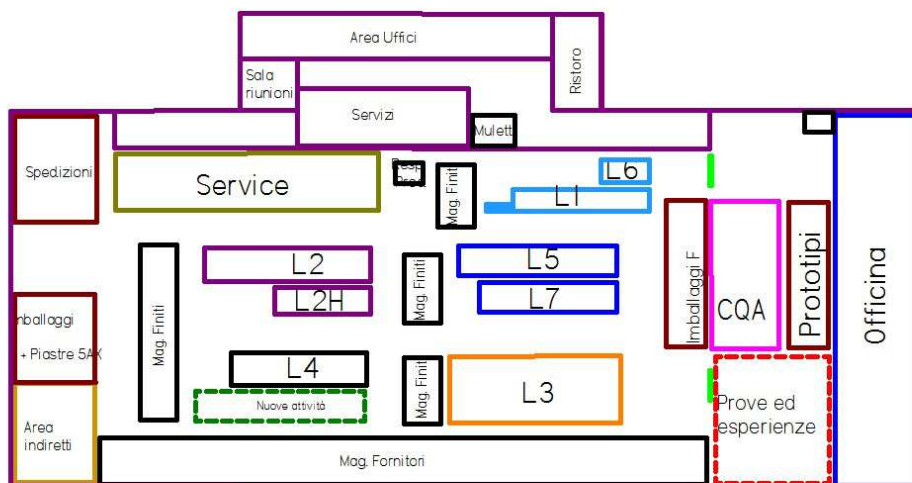 Area Uffici
Ristoro
Sala
riunioni
Servizi
Mulett
Spedizioni
Service
Mag. Finiti
L6
L1
L2
L5
Imballaggi F
CQA
Prototipi
Officina
L2H
L7
Mag. Finiti
Mag. Finiti
mballaggi
+ Piastre 5AX
L4
Mag. Finiti
L3
Nuove attività
Prove ed
esperienze
Area
indiretti
Mag. Fornitori